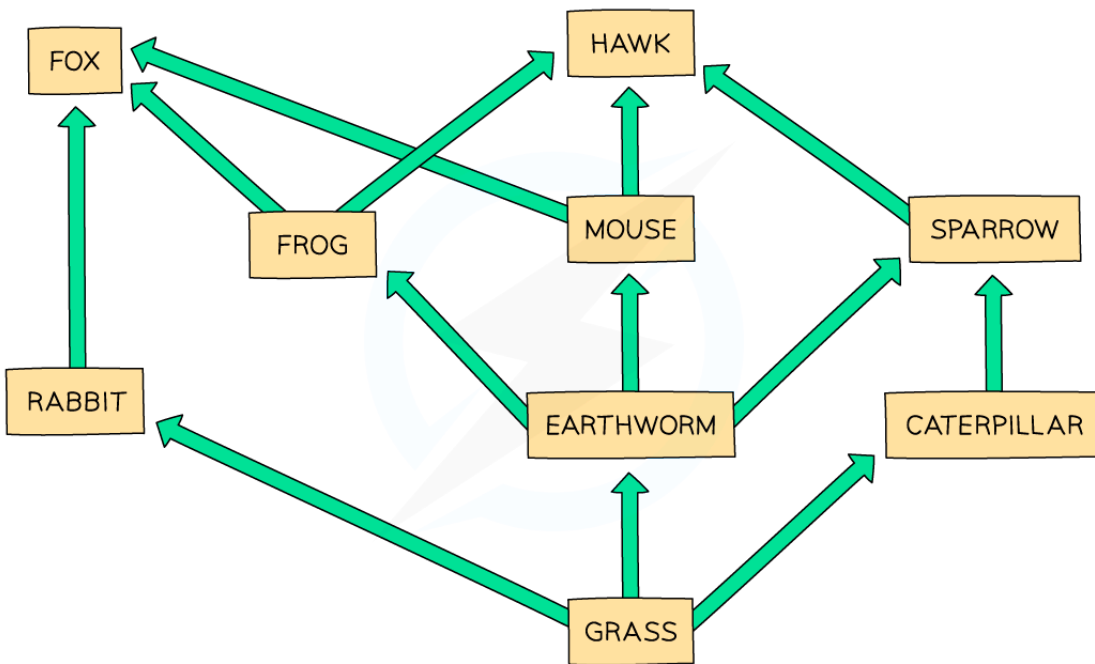 FOX
HAWK
FROG
MOUSE
SPARROW
RABBIT
EARTHWORM
CATERPILLAR
GRASS